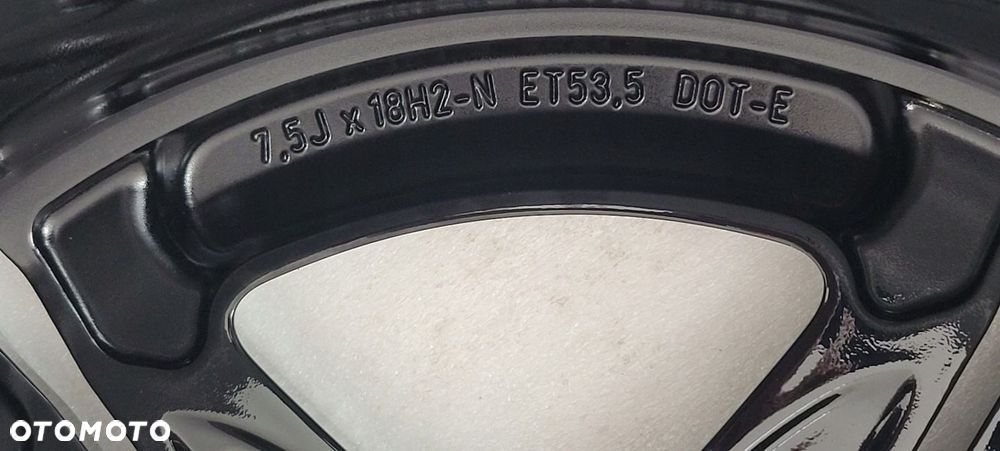 7,5J x 18H2-N ET53,5 DOT-E
OTOMOTO